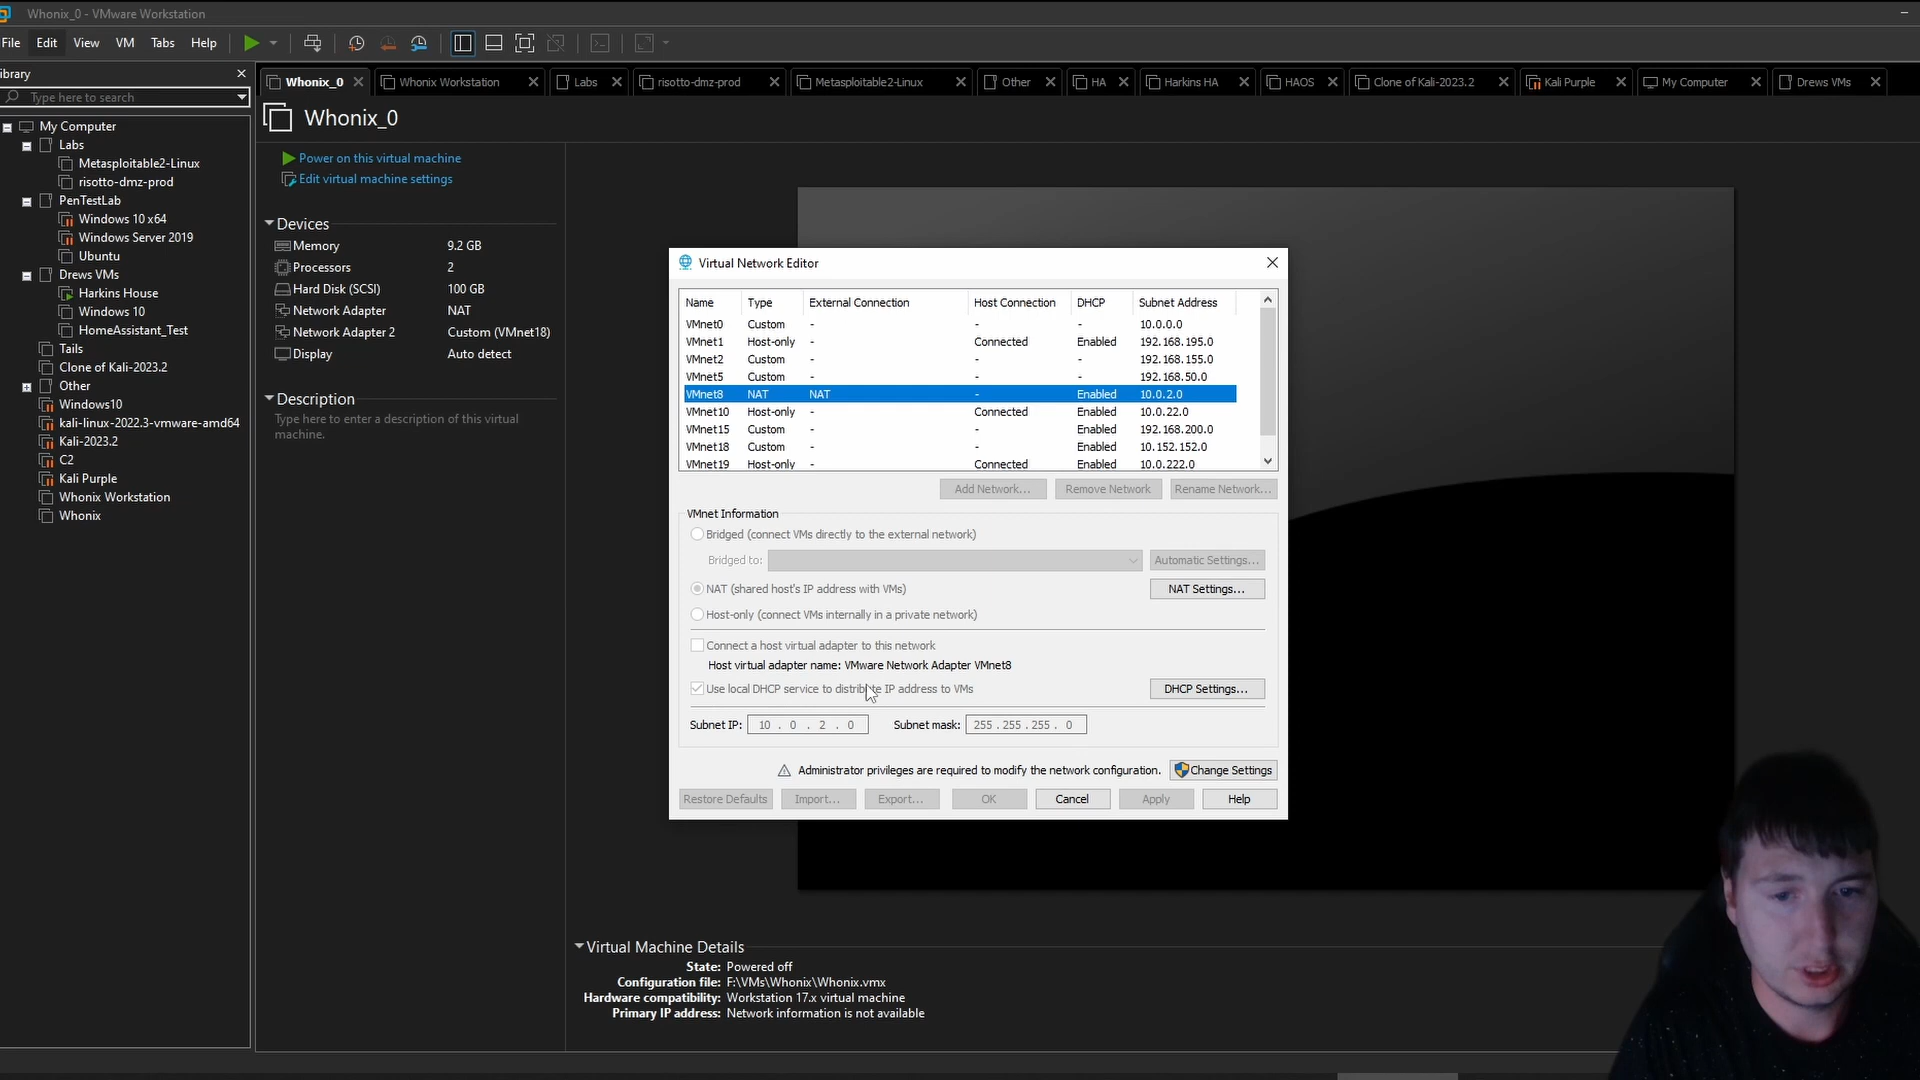 Whonix_0 - VMware Workstation
File Edit View VM Tabs Help
ibrary
Type here to search
Whonix_0
Whonix Workstation
Labs
risotto-dmz-prod
Metasploitable2-Linux
Other
HA
Harkins HA
HAOS
Clone of Kali-2023.2
Kali Purple
My Computer
Drews VMs
My Computer
Labs
Metasploitable2-Linux
risotto-dmz-prod
PenTestLab
Windows 10 x64
Windows Server 2019
Ubuntu
Drews VMs
Harkins House
Windows 10
HomeAssistant_Test
Tails
Clone of Kali-2023.2
Other
Windows10
kali-linux-2022.3-vmware-amd64
Kali-2023.2
C2
Kali Purple
Whonix Workstation
Whonix
Whonix_0
Power on this virtual machine
Edit virtual machine settings
Devices
Memory 9.2 GB
Processors 2
Hard Disk (SCSI) 100 GB
Network Adapter NAT
Network Adapter 2 Custom (VMnet18)
Display Auto detect
Description
Type here to enter a description of this virtual
machine.
Virtual Network Editor
Name Type External Connection Host Connection DHCP Subnet Address
VMnet0 Custom - - - 10.0.0.0
VMnet1 Host-only - Connected Enabled 192.168.195.0
VMnet2 Custom - - - 192.168.155.0
VMnet5 Custom - - - 192.168.50.0
VMnet8 NAT NAT - Enabled 10.0.2.0
VMnet10 Host-only - Connected Enabled 10.0.22.0
VMnet15 Custom - - Enabled 192.168.200.0
VMnet18 Custom - - Enabled 10.152.152.0
VMnet19 Host-only - Connected Enabled 10.0.222.0
Add Network... Remove Network Rename Network...
VMnet Information
Bridged (connect VMs directly to the external network)
Bridged to: Automatic Settings...
NAT (shared host's IP address with VMs) NAT Settings...
Host-only (connect VMs internally in a private network)
Connect a host virtual adapter to this network
Host virtual adapter name: VMware Network Adapter VMnet8
Use local DHCP service to distribute IP address to VMs DHCP Settings...
Subnet IP: 10 . 0 . 2 . 0 Subnet mask: 255 . 255 . 255 . 0
Administrator privileges are required to modify the network configuration. Change Settings
Restore Defaults Import... Export... OK Cancel Apply Help
Virtual Machine Details
State: Powered off
Configuration file: F:\VMs\Whonix\Whonix.vmx
Hardware compatibility: Workstation 17.x virtual machine
Primary IP address: Network information is not available